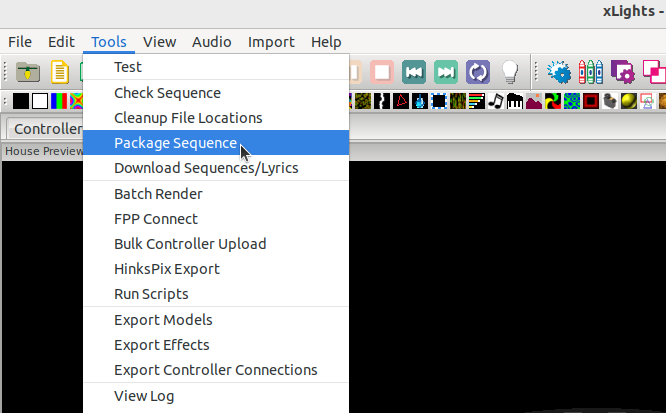 xLights -
File Edit Tools View Audio Import Help
Test
Check Sequence
Cleanup File Locations
Controller
Package Sequence
House Preview
Download Sequences/Lyrics
Batch Render
FPP Connect
Bulk Controller Upload
HinksPix Export
Run Scripts
Export Models
Export Effects
Export Controller Connections
View Log